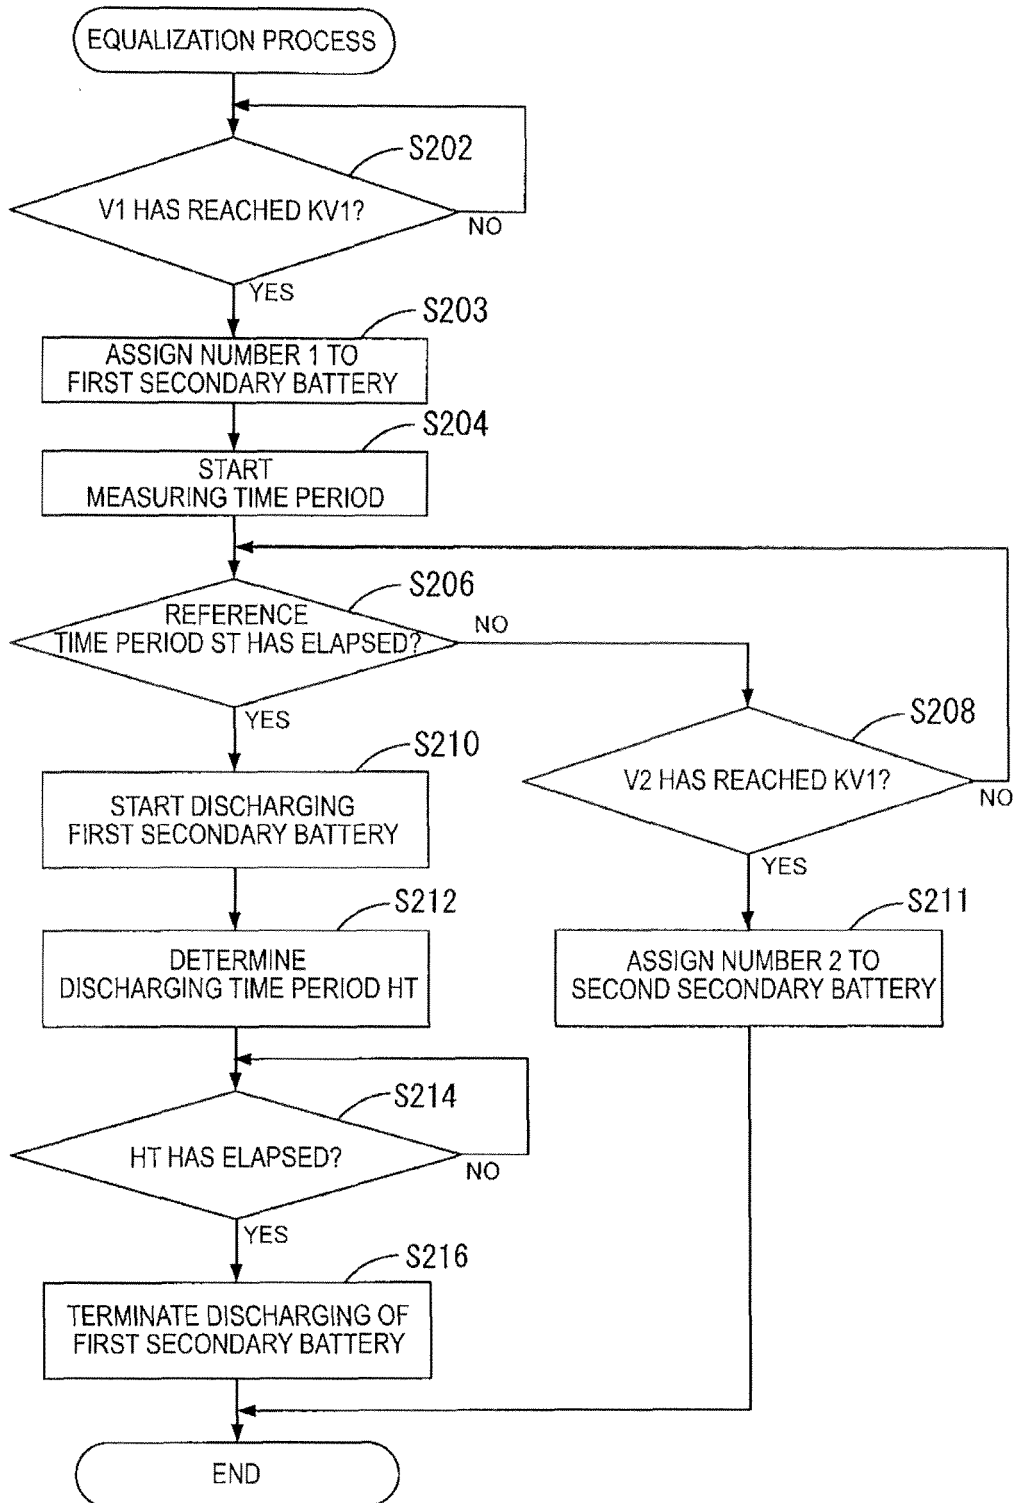 EQUALIZATION PROCESS
S202
V1 HAS REACHED KV1?
NO
YES
S203
ASSIGN NUMBER 1 TO
FIRST SECONDARY BATTERY
S204
START
MEASURING TIME PERIOD
S206
REFERENCE
TIME PERIOD ST HAS ELAPSED?
NO
YES
S208
V2 HAS REACHED KV1?
NO
YES
S210
START DISCHARGING
FIRST SECONDARY BATTERY
S212
DETERMINE
DISCHARGING TIME PERIOD HT
S211
ASSIGN NUMBER 2 TO
SECOND SECONDARY BATTERY
S214
HT HAS ELAPSED?
NO
YES
S216
TERMINATE DISCHARGING OF
FIRST SECONDARY BATTERY
END